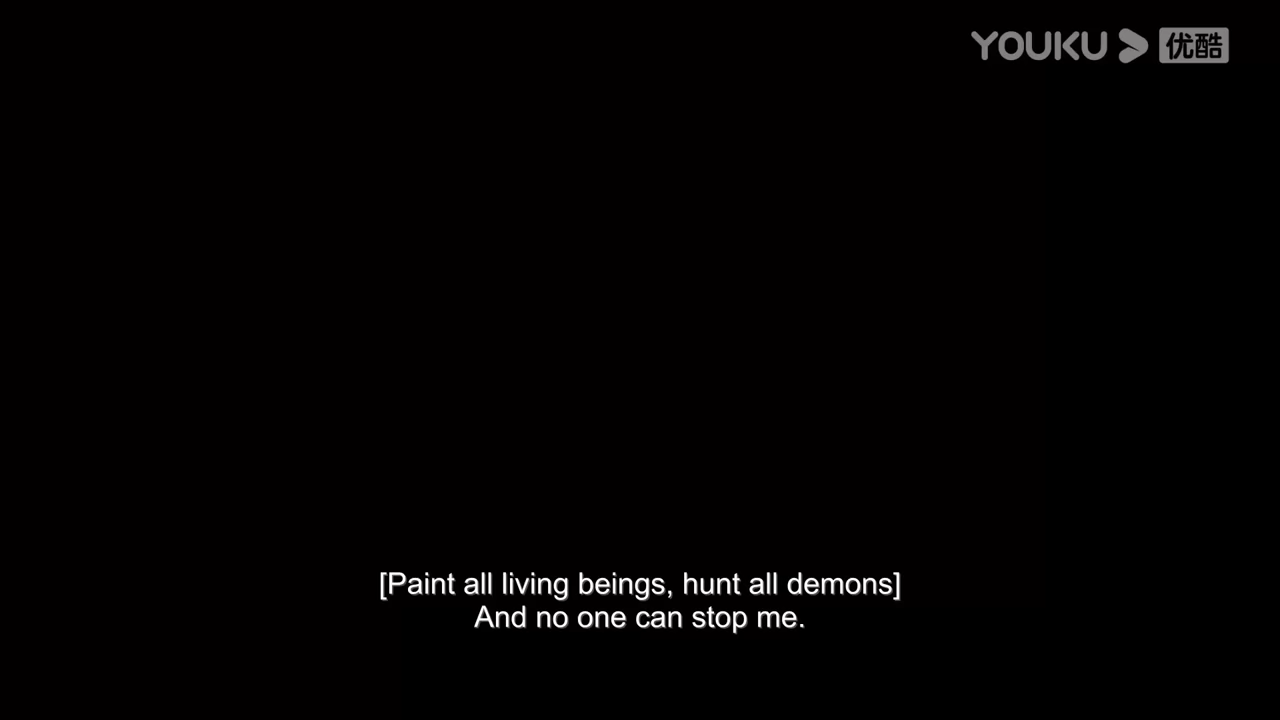 YOUKU 优酷
[Paint all living beings, hunt all demons]
And no one can stop me.